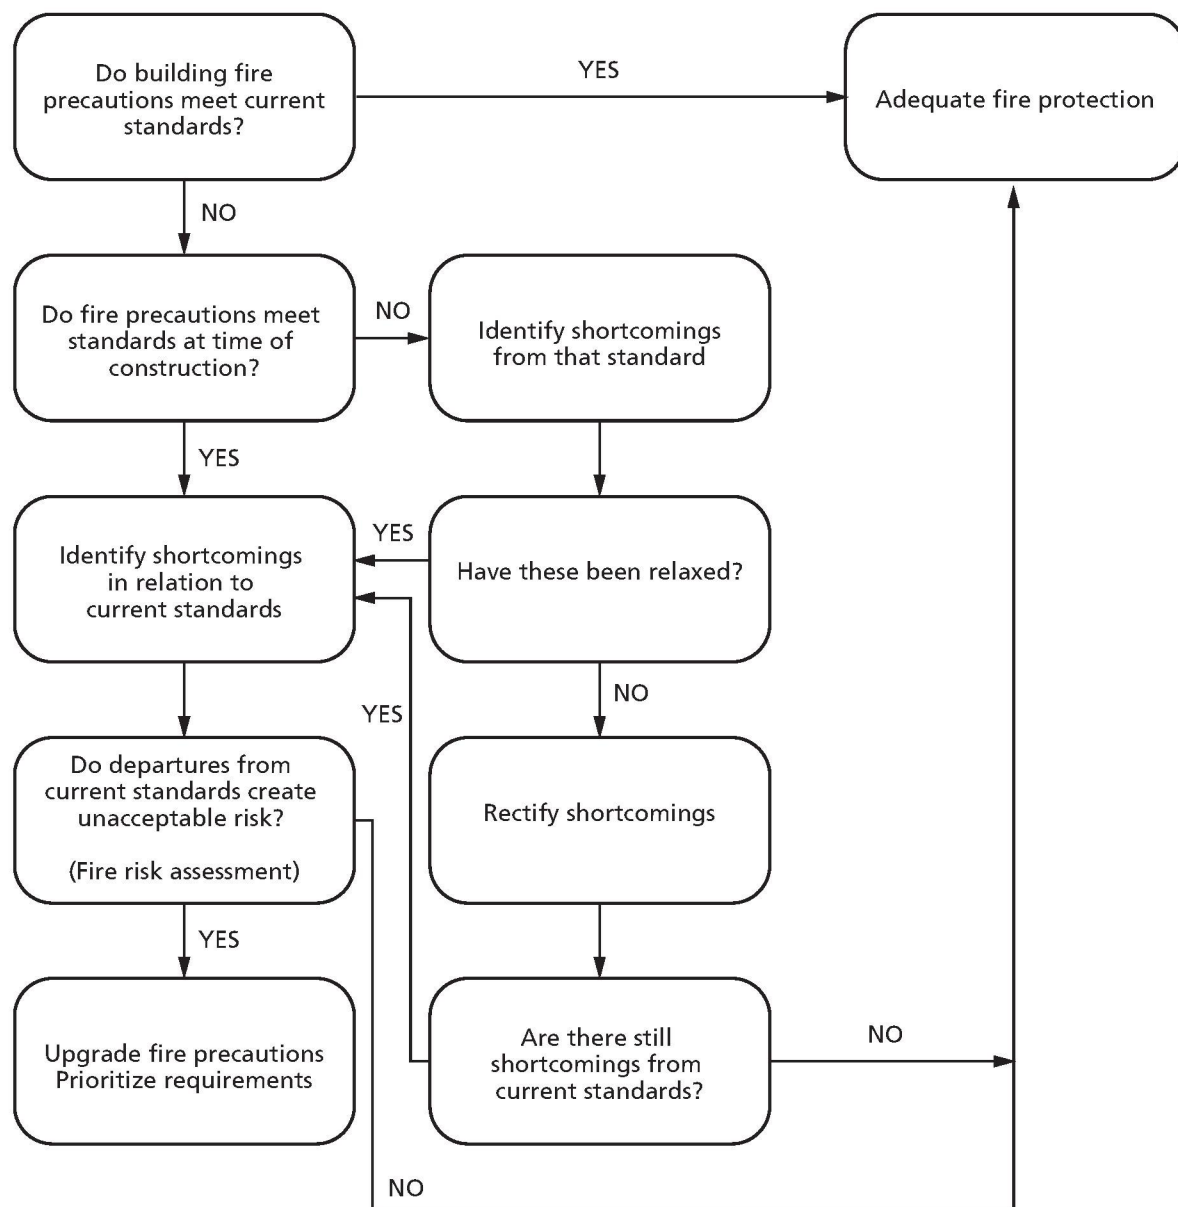 Do building fire
precautions meet current
standards?
YES
Adequate fire protection
NO
Do fire precautions meet
standards at time of
construction?
NO
Identify shortcomings
from that standard
YES
Identify shortcomings
in relation to
current standards
YES
Have these been relaxed?
NO
YES
Do departures from
current standards create
unacceptable risk?
(Fire risk assessment)
Rectify shortcomings
YES
Upgrade fire precautions
Prioritize requirements
Are there still
shortcomings from
current standards?
NO
NO